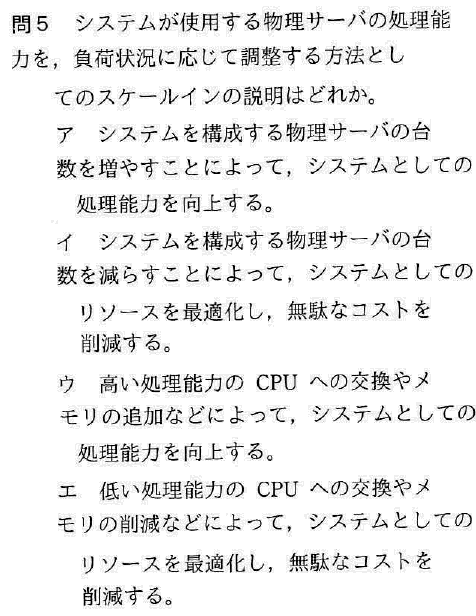 問5 システムが使用する物理サーバの処理能
力を，負荷状況に応じて調整する方法とし
てのスケールインの説明はどれか。
ア システムを構成する物理サーバの台
数を増やすことによって，システムとしての
処理能力を向上する。
イ システムを構成する物理サーバの台
数を減らすことによって，システムとしての
リソースを最適化し，無駄なコストを
削減する。
ウ 高い処理能力の CPU への交換やメ
モリの追加などによって，システムとしての
処理能力を向上する。
エ 低い処理能力の CPU への交換やメ
モリの削減などによって，システムとしての
リソースを最適化し，無駄なコストを
削減する。